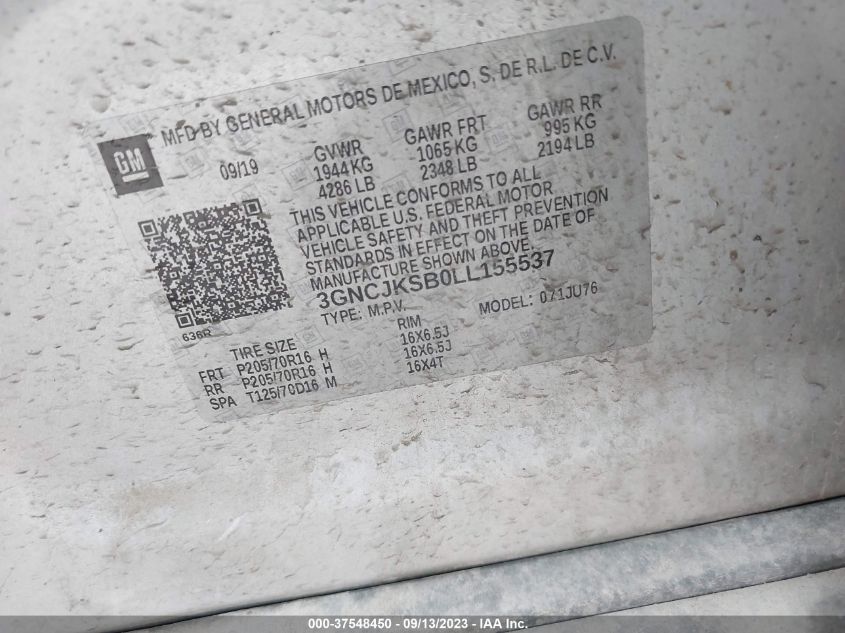 MFD BY GENERAL MOTORS DE MEXICO, S. DE R.L. DE C.V.
GM
09/19
GVWR
1944 KG
4286 LB
GAWR FRT
1065 KG
2348 LB
GAWR RR
995 KG
2194 LB
THIS VEHICLE CONFORMS TO ALL
APPLICABLE U.S. FEDERAL MOTOR
VEHICLE SAFETY AND THEFT PREVENTION
STANDARDS IN EFFECT ON THE DATE OF
MANUFACTURE SHOWN ABOVE.
3GNCJKSB0LL155537
TYPE: M.P.V.
MODEL: 071JU76
636R
TIRE SIZE RIM
FRT P205/70R16 H 16X6.5J
RR P205/70R16 H 16X6.5J
SPA T125/70D16 M 16X4T
000-37548450 - 09/13/2023 - IAA Inc.